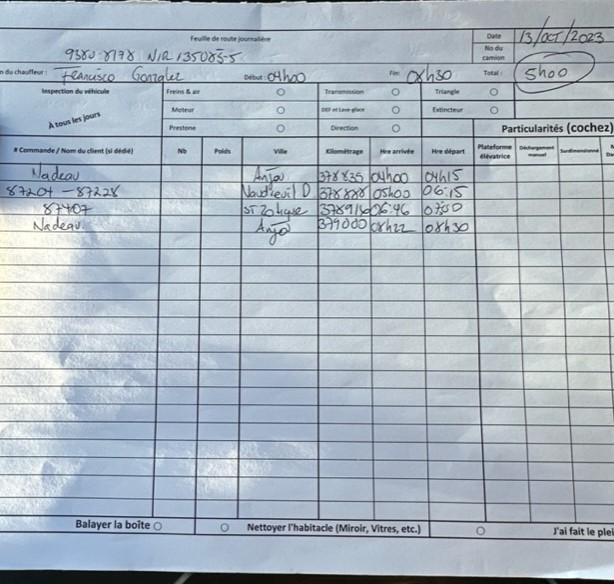 Feuille de route journalière
Date 13/OCT/2023
9380-8178 NIR 135085-5
No du camion
n du chauffeur : Francisco Gonzalez Début: 04h00 Fin: 08h30 Total: 5h00
Inspection du véhicule Freins & air Transmission Triangle
À tous les jours Moteur DEF et Lave-glace Extincteur
Prestone Direction Particularités (cochez)
# Commande / Nom du client (si dédié) Nb Poids Ville Kilométrage Hre arrivée Hre départ Plateforme élévatrice Déchargement manuel Surdimensionné
Nadeau Anjou 378835 04h00 04h15
87204 - 87228 Vaudreuil D 378888 05h00 06:15
87407 ST Zotique 378916 06:46
Nadeau Anjou 379000 08h22 08h30
Balayer la boîte Nettoyer l'habitacle (Miroir, Vitres, etc.) J'ai fait le plei